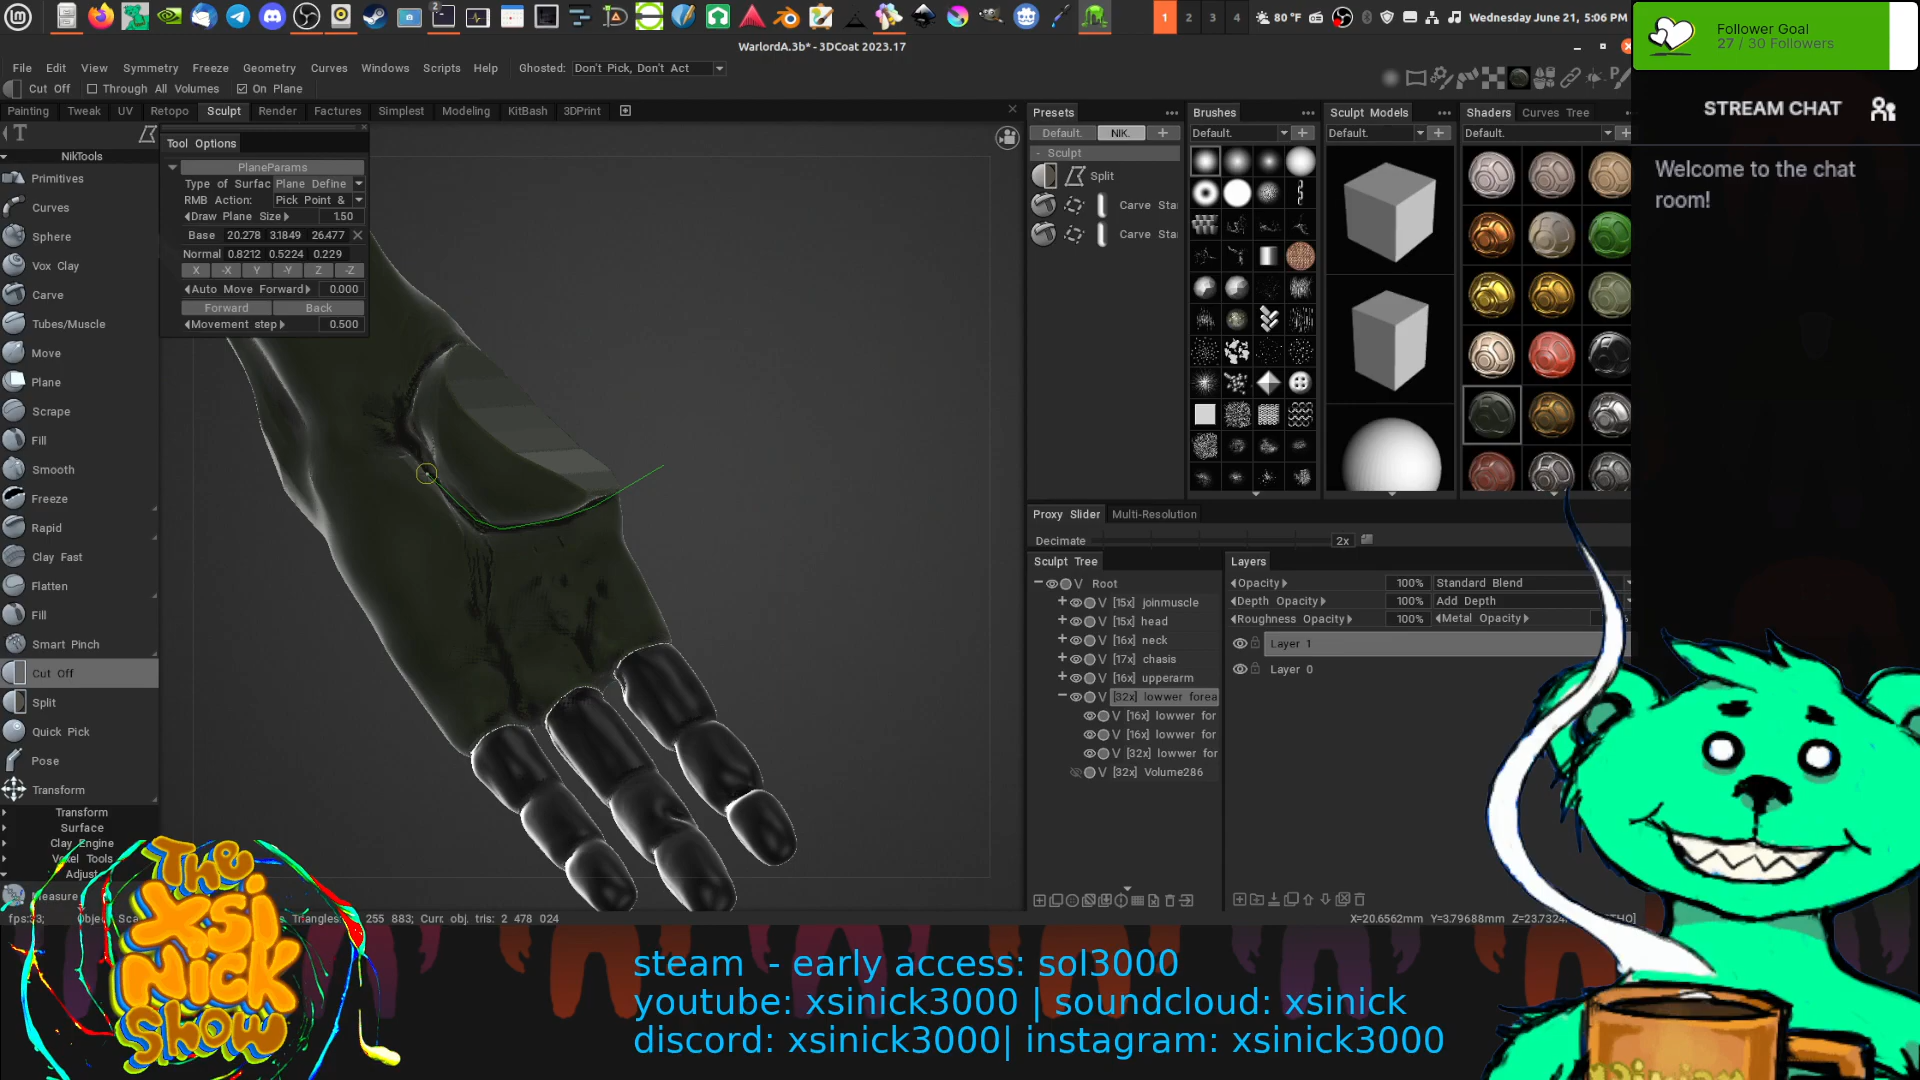 Wednesday June 21, 5:06 PM
80 °F
1 2 3 4
Follower Goal
27 / 30 Followers
STREAM CHAT
Welcome to the chat
room!
WarlordA.3b* - 3DCoat 2023.17
File Edit View Symmetry Freeze Geometry Curves Windows Scripts Help Ghosted: Don't Pick, Don't Act
Cut Off Through All Volumes On Plane
Painting Tweak UV Retopo Sculpt Render Factures Simplest Modeling KitBash 3DPrint
Tool Options
PlaneParams
Type of Surfac Plane Define
RMB Action: Pick Point &
Draw Plane Size 1.50
Base 20.278 3.1849 26.477
Normal 0.8212 0.5224 0.229
X -X Y -Y Z -Z
Auto Move Forward 0.000
Forward Back
Movement step 0.500
NikTools
Primitives
Curves
Sphere
Vox Clay
Carve
Tubes/Muscle
Move
Plane
Scrape
Fill
Smooth
Freeze
Rapid
Clay Fast
Flatten
Fill
Smart Pinch
Cut Off
Split
Quick Pick
Pose
Transform
Transform
Surface
Clay Engine
Voxel Tools
Adjust
Measure
Presets
Default. NIK.
Sculpt
Split
Carve Sta
Carve Sta
Brushes
Default.
Sculpt Models
Default.
Shaders Curves Tree
Default.
Proxy Slider Multi-Resolution
Decimate 2x
Sculpt Tree
Root
V [15x] joinmuscle
V [15x] head
V [16x] neck
V [17x] chasis
V [16x] upperarm
V [32x] lowwer forea
V [16x] lowwer for
V [16x] lowwer for
V [32x] lowwer for
V [32x] Volume286
Layers
Opacity 100% Standard Blend
Depth Opacity 100% Add Depth
Roughness Opacity 100% Metal Opacity
Layer 1
Layer 0
Triangles 255 883; Curr. obj. tris: 2 478 024
X=20.6562mm Y=3.79688mm
The
Xsi
Nick
Show
steam - early access: sol3000
youtube: xsinick3000 | soundcloud: xsinick
discord: xsinick3000| instagram: xsinick3000